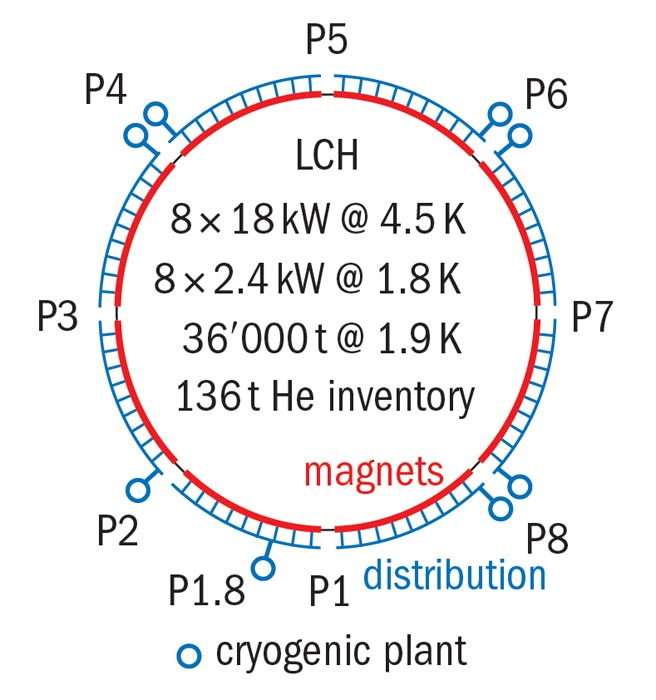 P5
P4
P6
LCH
8 × 18 kW @ 4.5 K
8 × 2.4 kW @ 1.8 K
P3
P7
36′000 t @ 1.9 K
136 t He inventory
magnets
P2
P8
P1.8
P1
distribution
cryogenic plant